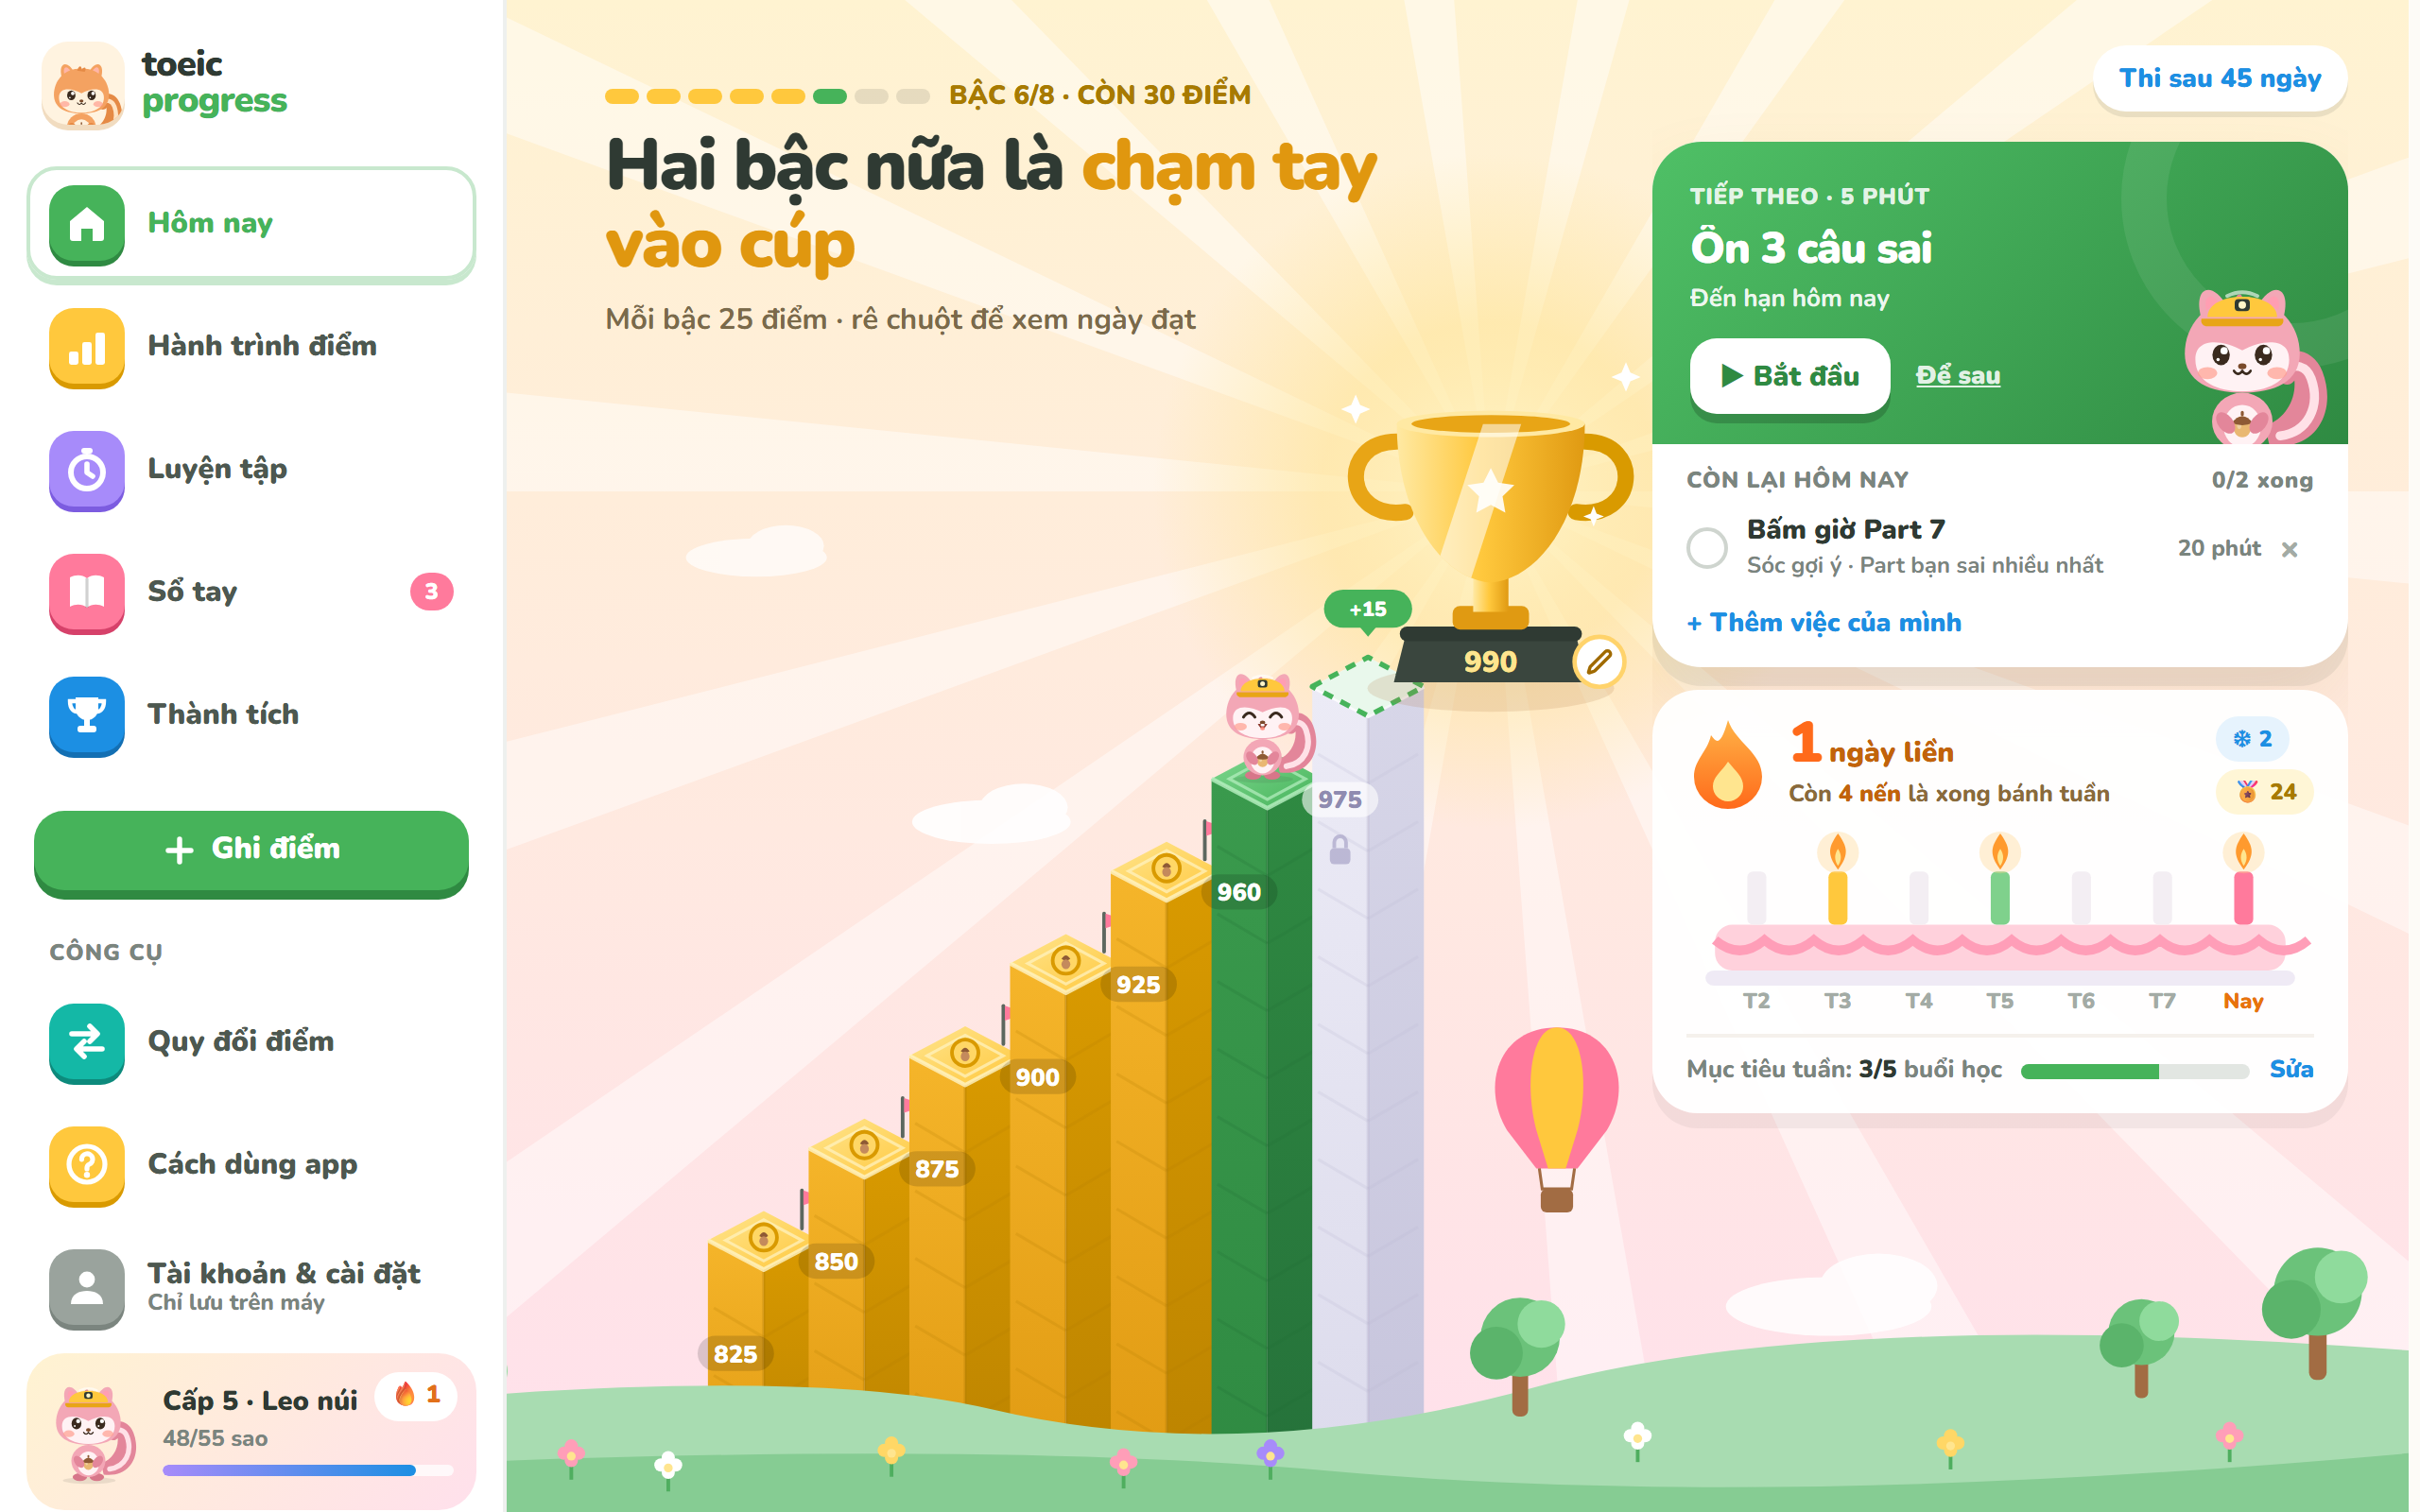 toeic
progress
Hôm nay
Hành trình điểm
Luyện tập
Sổ tay
3
Thành tích
+ Ghi điểm
CÔNG CỤ
Quy đổi điểm
Cách dùng app
Tài khoản & cài đặt
Chỉ lưu trên máy
Cấp 5 · Leo núi
1
48/55 sao
BẬC 6/8 · CÒN 30 ĐIỂM
Hai bậc nữa là chạm tay
vào cúp
Mỗi bậc 25 điểm · rê chuột để xem ngày đạt
+15
990
975
960
925
900
875
850
825
Thi sau 45 ngày
TIẾP THEO · 5 PHÚT
Ôn 3 câu sai
Đến hạn hôm nay
Bắt đầu
Để sau
CÒN LẠI HÔM NAY
0/2 xong
Bấm giờ Part 7
20 phút ×
Sóc gợi ý · Part bạn sai nhiều nhất
+ Thêm việc của mình
1 ngày liền
2
Còn 4 nến là xong bánh tuần
24
T2 T3 T4 T5 T6 T7 Nay
Mục tiêu tuần: 3/5 buổi học
Sửa